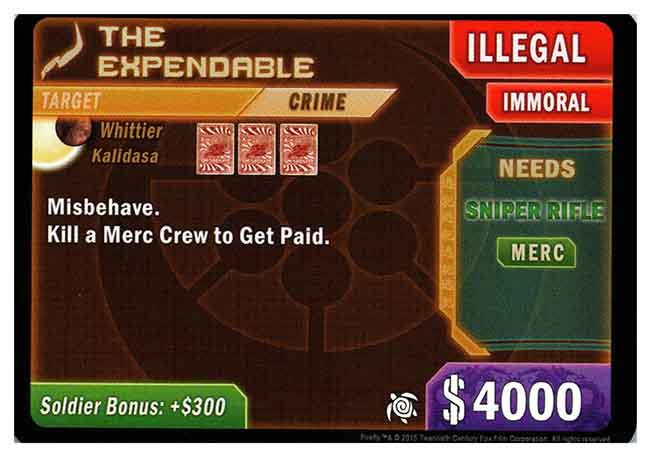 THE
EXPENDABLE
ILLEGAL
TARGET
CRIME
IMMORAL
Whittier
Kalidasa
NEEDS
SNIPER RIFLE
MERC
Misbehave.
Kill a Merc Crew to Get Paid.
Soldier Bonus: +$300
$4000
Firefly™& © 2015 Twentieth Century Fox Film Corporation. All rights reserved.